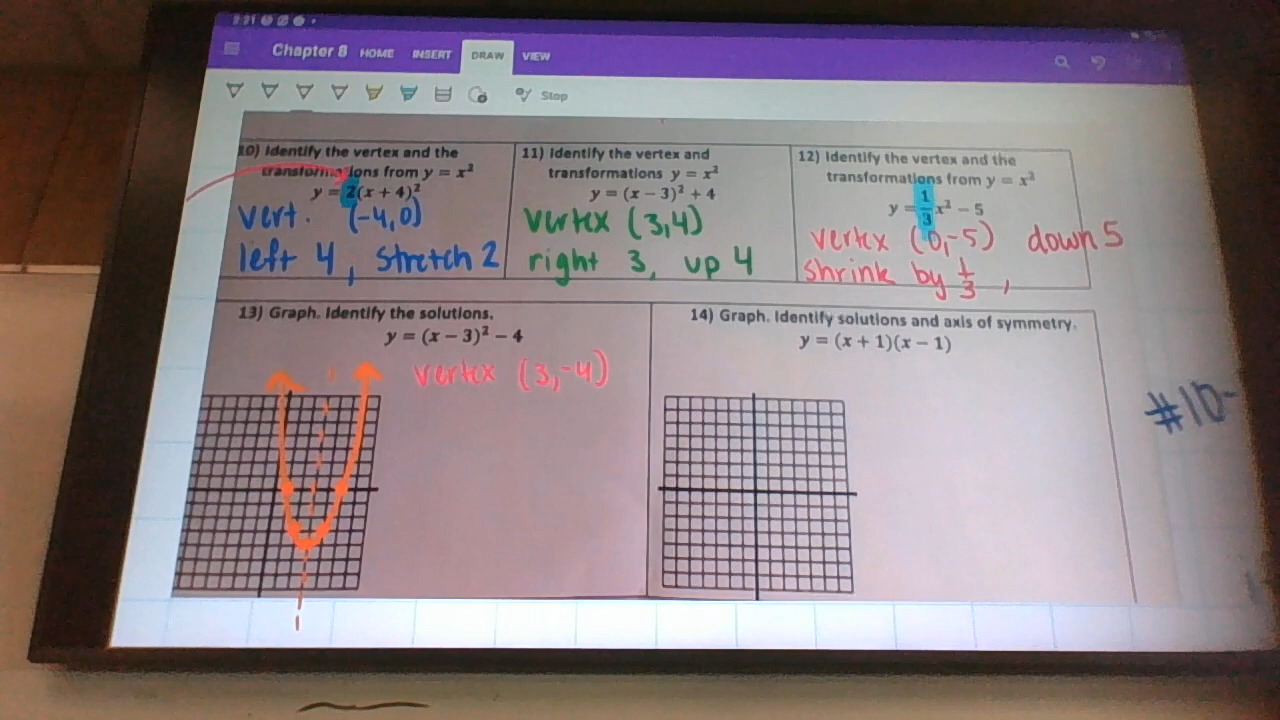 2:21
Chapter 8 HOME INSERT DRAW VIEW
Stop
10) Identify the vertex and the
transformations from y = x²
y = 2(x + 4)²
vert. (-4,0)
left 4, stretch 2
11) Identify the vertex and
transformations y = x²
y = (x − 3)² + 4
vertex (3,4)
right 3, up 4
12) Identify the vertex and the
transformations from y = x²
y = 1/3 x² − 5
vertex (0,-5) down 5
shrink by 1/3 ,
13) Graph. Identify the solutions.
y = (x − 3)² − 4
vertex (3,-4)
14) Graph. Identify solutions and axis of symmetry.
y = (x + 1)(x − 1)
#10-